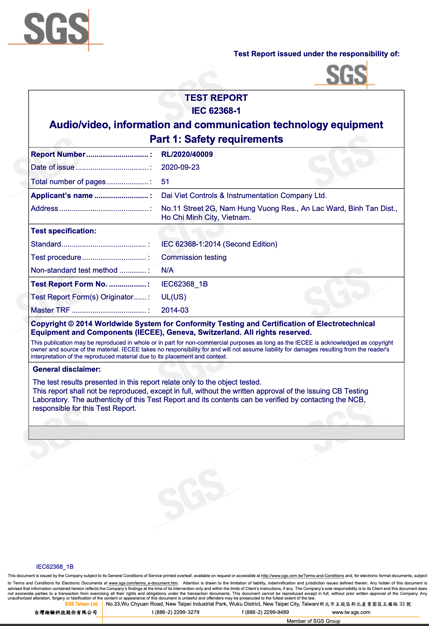 SGS
Test Report issued under the responsibility of:
SGS
TEST REPORT
IEC 62368-1
Audio/video, information and communication technology equipment
Part 1: Safety requirements
Report Number............................. : RL/2020/40009
Date of issue................................... : 2020-09-23
Total number of pages.................... : 51
Applicant's name ......................... : Dai Viet Controls & Instrumentation Company Ltd.
Address.......................................... : No.11 Street 2G, Nam Hung Vuong Res., An Lac Ward, Binh Tan Dist.,
Ho Chi Minh City, Vietnam.
Test specification:
Standard........................................ : IEC 62368-1:2014 (Second Edition)
Test procedure............................... : Commission testing
Non-standard test method ............ : N/A
Test Report Form No. .................. : IEC62368_1B
Test Report Form(s) Originator...... : UL(US)
Master TRF ................................... : 2014-03
Copyright © 2014 Worldwide System for Conformity Testing and Certification of Electrotechnical
Equipment and Components (IECEE), Geneva, Switzerland. All rights reserved.
This publication may be reproduced in whole or in part for non-commercial purposes as long as the IECEE is acknowledged as copyright
owner and source of the material. IECEE takes no responsibility for and will not assume liability for damages resulting from the reader's
interpretation of the reproduced material due to its placement and context.
General disclaimer:
The test results presented in this report relate only to the object tested.
This report shall not be reproduced, except in full, without the written approval of the Issuing CB Testing
Laboratory. The authenticity of this Test Report and its contents can be verified by contacting the NCB,
responsible for this Test Report.
IEC62368_1B
This document is issued by the Company subject to its General Conditions of Service printed overleaf, available on request or accessible at http://www.sgs.com.tw/Terms-and-Conditions and, for electronic format documents, subject
to Terms and Conditions for Electronic Documents at www.sgs.com/terms_e-document.htm. Attention is drawn to the limitation of liability, indemnification and jurisdiction issues defined therein. Any holder of this document is
advised that information contained hereon reflects the Company's findings at the time of its intervention only and within the limits of Client's instructions, if any. The Company's sole responsibility is to its Client and this document does
not exonerate parties to a transaction from exercising all their rights and obligations under the transaction documents. This document cannot be reproduced except in full, without prior written approval of the Company. Any
unauthorized alteration, forgery or falsification of the content or appearance of this document is unlawful and offenders may be prosecuted to the fullest extent of the law.
SGS Taiwan Ltd. No.33,Wu Chyuan Road, New Taipei Industrial Park, Wuku District, New Taipei City, Taiwan/新北市五股區新北產業園區五權路 33 號
台灣檢驗科技股份有限公司 t (886-2) 2299-3279 f (886-2) 2299-9489 www.tw.sgs.com
Member of SGS Group